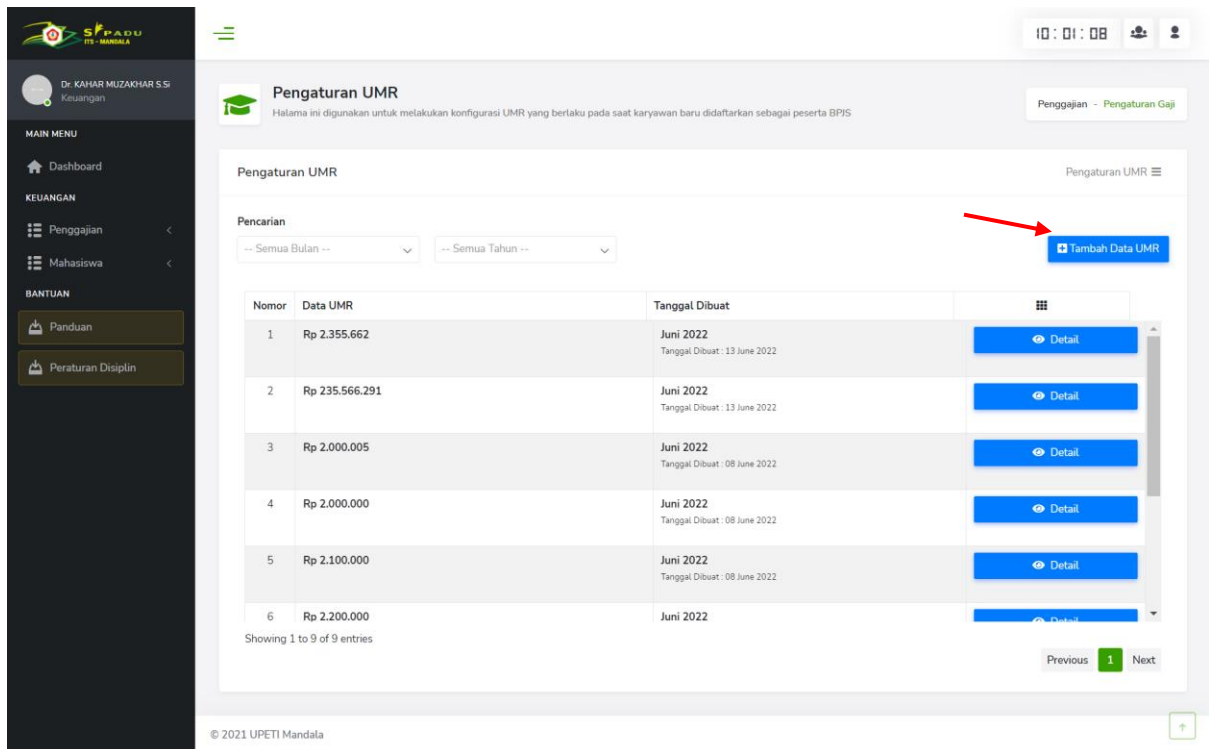 SIPADU
ITS - MANDALA
10:01:08
Dr. KAHAR MUZAKHAR S.Si
Keuangan
MAIN MENU
Dashboard
KEUANGAN
Penggajian
Mahasiswa
BANTUAN
Panduan
Peraturan Disiplin
Pengaturan UMR
Halama ini digunakan untuk melakukan konfigurasi UMR yang berlaku pada saat karyawan baru didaftarkan sebagai peserta BPJS
Penggajian - Pengaturan Gaji
Pengaturan UMR
Pengaturan UMR
Pencarian
-- Semua Bulan --
-- Semua Tahun --
Tambah Data UMR
Nomor Data UMR Tanggal Dibuat
1 Rp 2.355.662 Juni 2022 Detail
Tanggal Dibuat : 13 June 2022
2 Rp 235.566.291 Juni 2022 Detail
Tanggal Dibuat : 13 June 2022
3 Rp 2.000.005 Juni 2022 Detail
Tanggal Dibuat : 08 June 2022
4 Rp 2.000.000 Juni 2022 Detail
Tanggal Dibuat : 08 June 2022
5 Rp 2.100.000 Juni 2022 Detail
Tanggal Dibuat : 08 June 2022
6 Rp 2.200.000 Juni 2022 Detail
Showing 1 to 9 of 9 entries
Previous 1 Next
© 2021 UPETI Mandala